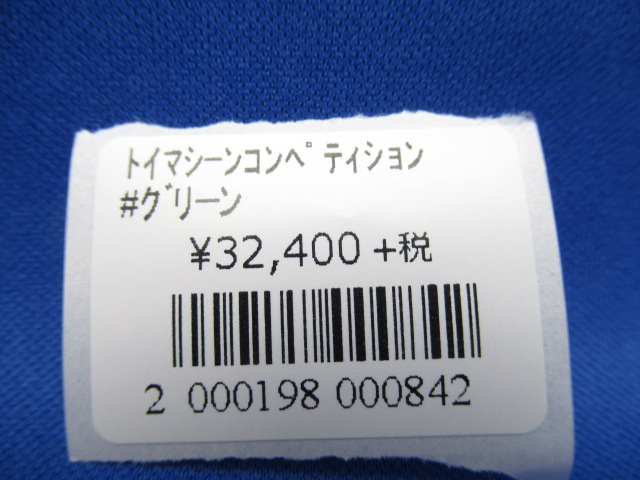 ﾄｲﾏｼｰﾝｺﾝﾍﾟﾃｨｼｮﾝ
#ｸﾞﾘｰﾝ
¥32,400 +税
2 000198 000842